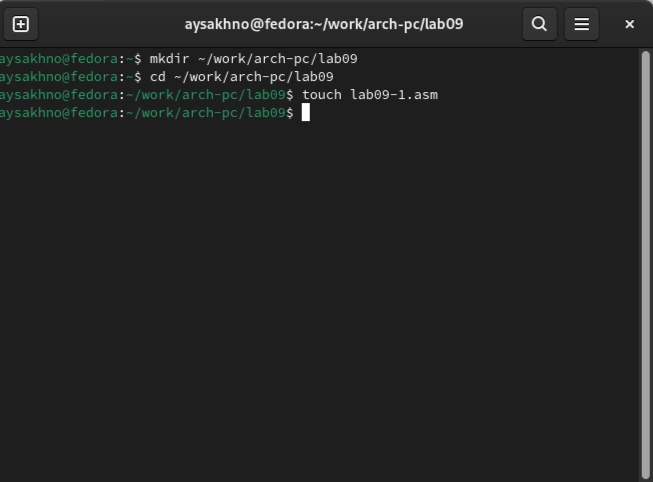 aysakhno@fedora:~/work/arch-pc/lab09
aysakhno@fedora:~$ mkdir ~/work/arch-pc/lab09
aysakhno@fedora:~$ cd ~/work/arch-pc/lab09
aysakhno@fedora:~/work/arch-pc/lab09$ touch lab09-1.asm
aysakhno@fedora:~/work/arch-pc/lab09$